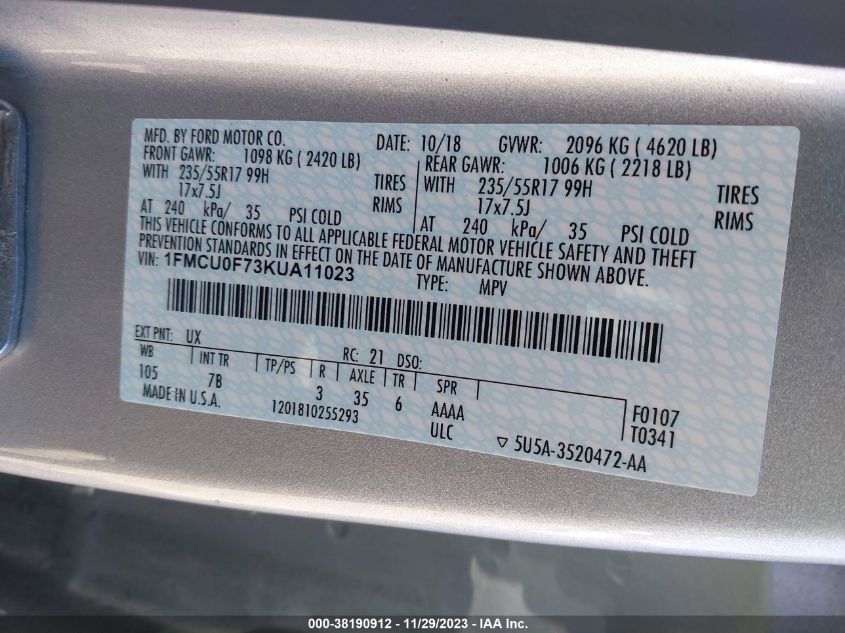 MFD. BY FORD MOTOR CO. DATE: 10/18 GVWR: 2096 KG ( 4620 LB)
FRONT GAWR: 1098 KG ( 2420 LB) REAR GAWR: 1006 KG ( 2218 LB)
WITH 235/55R17 99H TIRES WITH 235/55R17 99H TIRES
17x7.5J RIMS 17x7.5J RIMS
AT 240 kPa/ 35 PSI COLD AT 240 kPa/ 35 PSI COLD
THIS VEHICLE CONFORMS TO ALL APPLICABLE FEDERAL MOTOR VEHICLE SAFETY AND THEFT
PREVENTION STANDARDS IN EFFECT ON THE DATE OF MANUFACTURE SHOWN ABOVE.
VIN: 1FMCU0F73KUA11023 TYPE: MPV
EXT PNT: UX RC: 21 DSO:
WB INT TR TP/PS R AXLE TR SPR
105 7B 3 35 6 AAAA F0107
MADE IN U.S.A. 1201810255293 ULC T0341
▽ 5U5A-3520472-AA
000-38190912 - 11/29/2023 - IAA Inc.